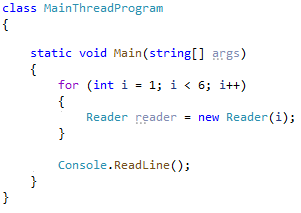 class MainThreadProgram
{
static void Main(string[] args)
{
for (int i = 1; i < 6; i++)
{
Reader reader = new Reader(i);
}
Console.ReadLine();
}
}